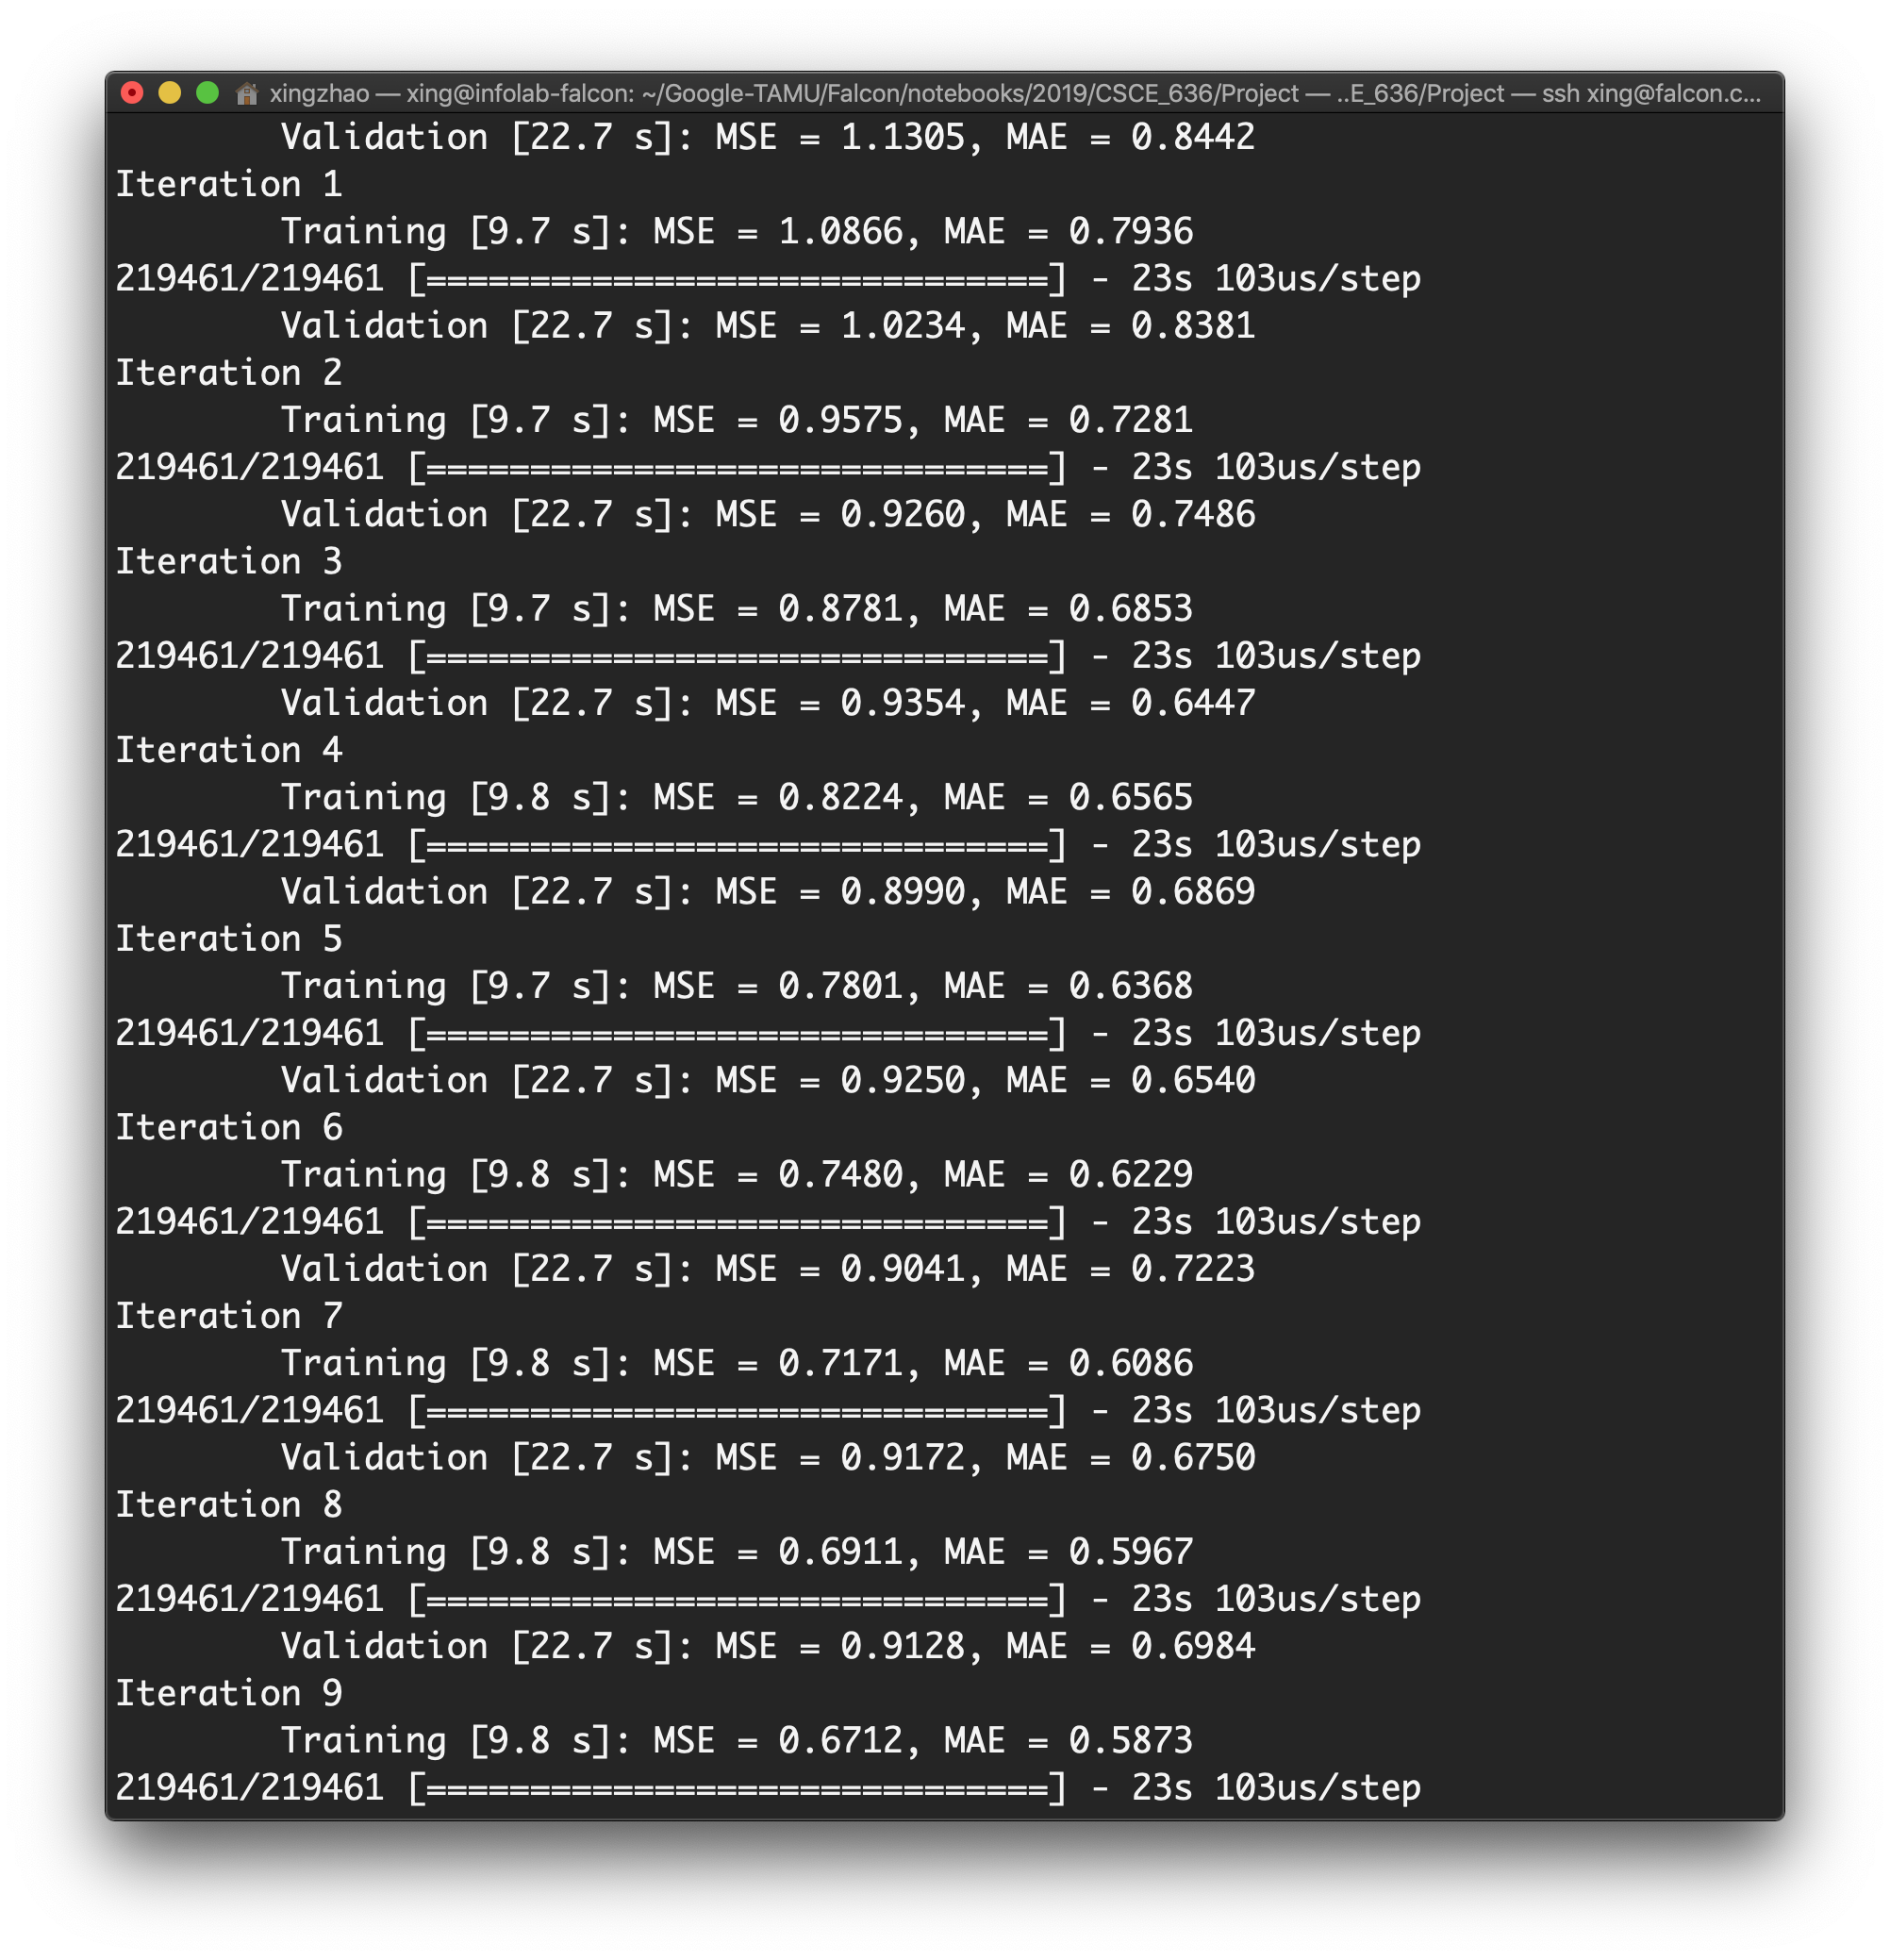 xingzhao — xing@infolab-falcon: ~/Google-TAMU/Falcon/notebooks/2019/CSCE_636/Project — ..E_636/Project — ssh xing@falcon.c...
Validation [22.7 s]: MSE = 1.1305, MAE = 0.8442
Iteration 1
Training [9.7 s]: MSE = 1.0866, MAE = 0.7936
219461/219461 [==============================] - 23s 103us/step
Validation [22.7 s]: MSE = 1.0234, MAE = 0.8381
Iteration 2
Training [9.7 s]: MSE = 0.9575, MAE = 0.7281
219461/219461 [==============================] - 23s 103us/step
Validation [22.7 s]: MSE = 0.9260, MAE = 0.7486
Iteration 3
Training [9.7 s]: MSE = 0.8781, MAE = 0.6853
219461/219461 [==============================] - 23s 103us/step
Validation [22.7 s]: MSE = 0.9354, MAE = 0.6447
Iteration 4
Training [9.8 s]: MSE = 0.8224, MAE = 0.6565
219461/219461 [==============================] - 23s 103us/step
Validation [22.7 s]: MSE = 0.8990, MAE = 0.6869
Iteration 5
Training [9.7 s]: MSE = 0.7801, MAE = 0.6368
219461/219461 [==============================] - 23s 103us/step
Validation [22.7 s]: MSE = 0.9250, MAE = 0.6540
Iteration 6
Training [9.8 s]: MSE = 0.7480, MAE = 0.6229
219461/219461 [==============================] - 23s 103us/step
Validation [22.7 s]: MSE = 0.9041, MAE = 0.7223
Iteration 7
Training [9.8 s]: MSE = 0.7171, MAE = 0.6086
219461/219461 [==============================] - 23s 103us/step
Validation [22.7 s]: MSE = 0.9172, MAE = 0.6750
Iteration 8
Training [9.8 s]: MSE = 0.6911, MAE = 0.5967
219461/219461 [==============================] - 23s 103us/step
Validation [22.7 s]: MSE = 0.9128, MAE = 0.6984
Iteration 9
Training [9.8 s]: MSE = 0.6712, MAE = 0.5873
219461/219461 [==============================] - 23s 103us/step